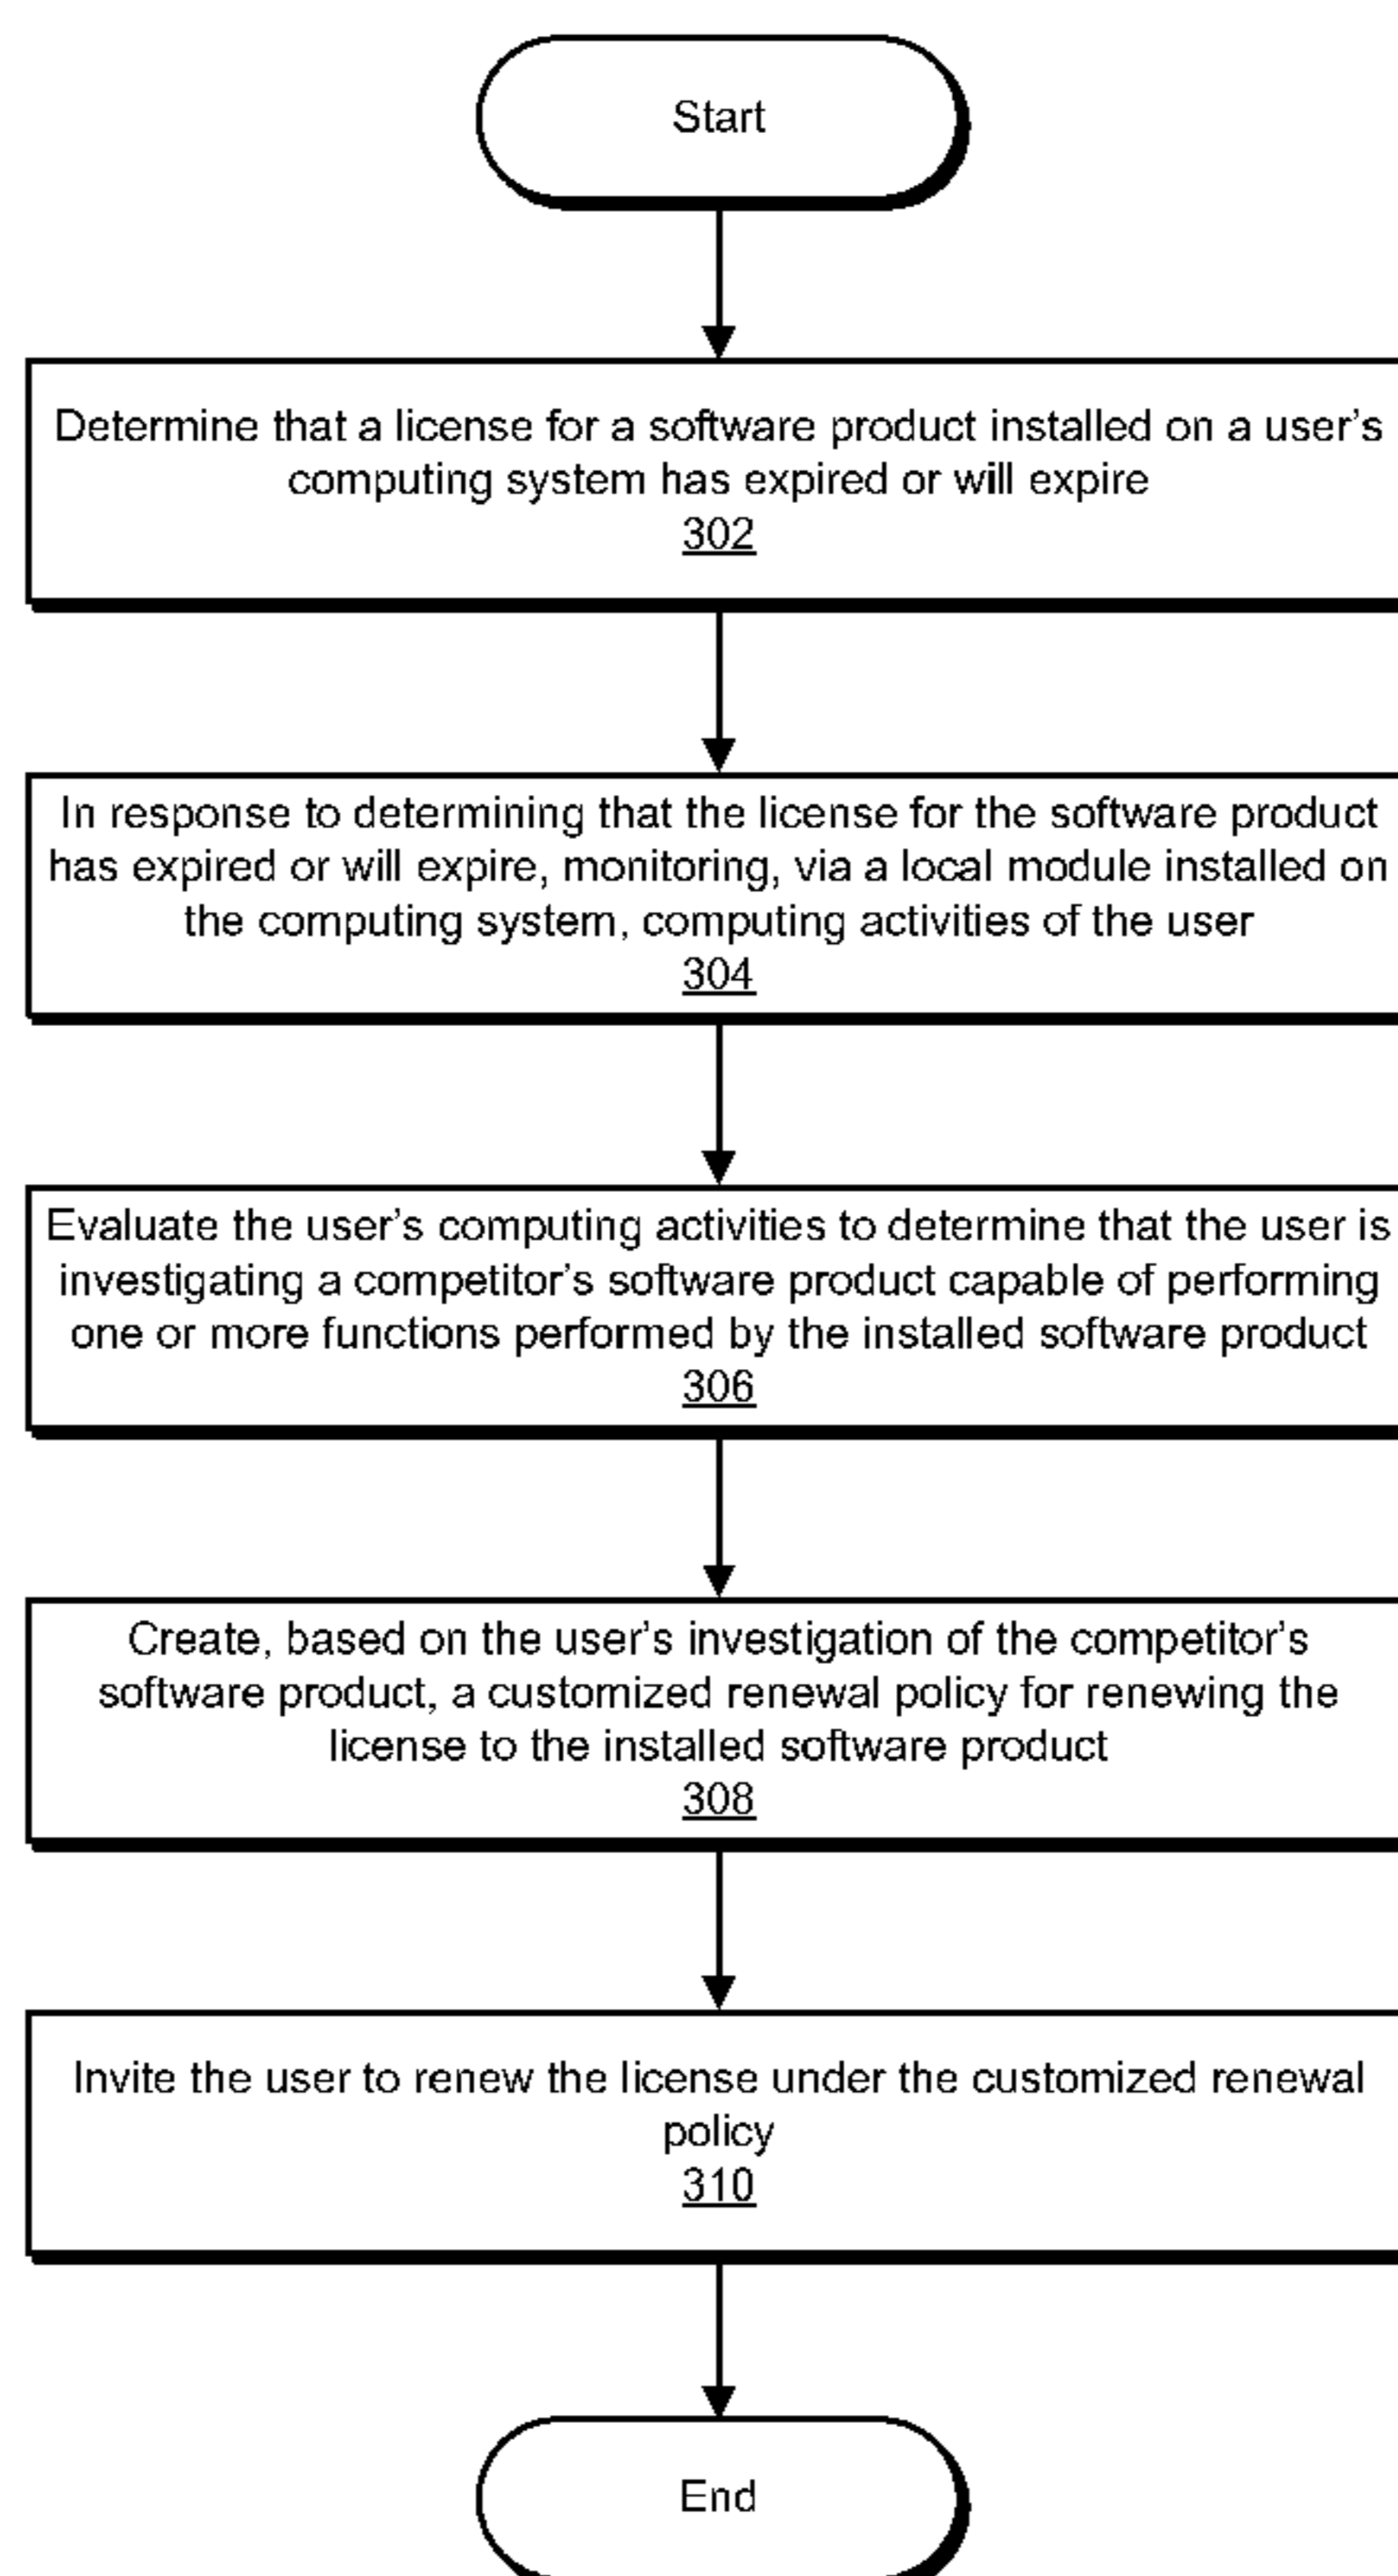 Start
Determine that a license for a software product installed on a user's
computing system has expired or will expire
302
In response to determining that the license for the software product
has expired or will expire, monitoring, via a local module installed on
the computing system, computing activities of the user
304
Evaluate the user's computing activities to determine that the user is
investigating a competitor's software product capable of performing
one or more functions performed by the installed software product
306
Create, based on the user's investigation of the competitor's
software product, a customized renewal policy for renewing the
license to the installed software product
308
Invite the user to renew the license under the customized renewal
policy
310
End